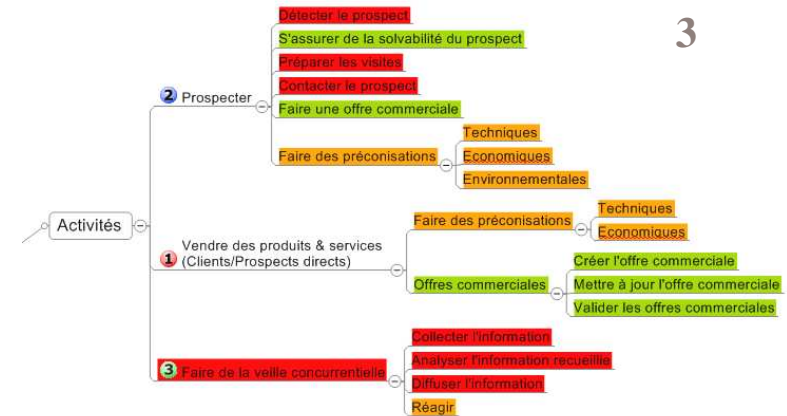 3
Détecter le prospect
S'assurer de la solvabilité du prospect
Préparer les visites
Contacter le prospect
Faire une offre commerciale
2 Prospecter
Faire des préconisations
Techniques
Economiques
Environnementales
Activités
1 Vendre des produits & services
(Clients/Prospects directs)
Faire des préconisations
Techniques
Economiques
Offres commerciales
Créer l'offre commerciale
Mettre à jour l'offre commerciale
Valider les offres commerciales
3 Faire de la veille concurrentielle
Collecter l'information
Analyser l'information recueillie
Diffuser l'information
Réagir